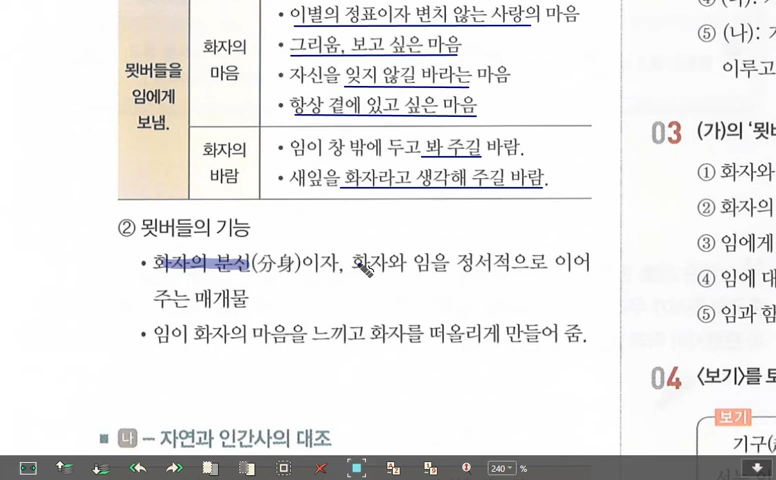 묏버들을
임에게
보냄.
화자의
마음
• 이별의 정표이자 변치 않는 사랑의 마음
• 그리움, 보고 싶은 마음
• 자신을 잊지 않길 바라는 마음
• 항상 곁에 있고 싶은 마음
화자의
바람
• 임이 창 밖에 두고 봐 주길 바람.
• 새잎을 화자라고 생각해 주길 바람.
② 묏버들의 기능
• 화자의 분신(分身)이자, 화자와 임을 정서적으로 이어
주는 매개물
• 임이 화자의 마음을 느끼고 화자를 떠올리게 만들어 줌.
■ 나 – 자연과 인간사의 대조
⑤ (나):
이루고
03 (가)의 '묏버
① 화자와
② 화자의
③ 임에게
④ 임에 대
⑤ 임과 함
04 〈보기〉를 토
보기
기구(
240 %